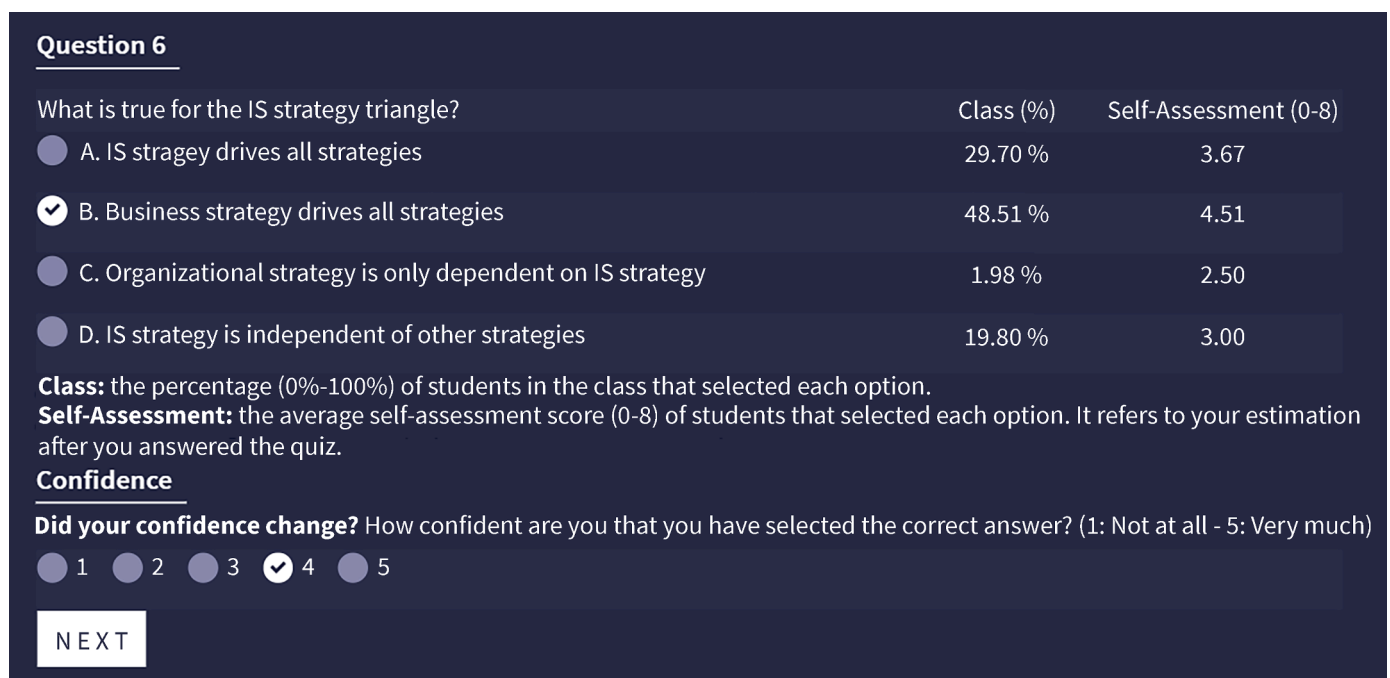 Question 6
What is true for the IS strategy triangle? Class (%) Self-Assessment (0-8)
A. IS stragey drives all strategies 29.70 % 3.67
B. Business strategy drives all strategies 48.51 % 4.51
C. Organizational strategy is only dependent on IS strategy 1.98 % 2.50
D. IS strategy is independent of other strategies 19.80 % 3.00
Class: the percentage (0%-100%) of students in the class that selected each option.
Self-Assessment: the average self-assessment score (0-8) of students that selected each option. It refers to your estimation
after you answered the quiz.
Confidence
Did your confidence change? How confident are you that you have selected the correct answer? (1: Not at all - 5: Very much)
1 2 3 4 5
NEXT